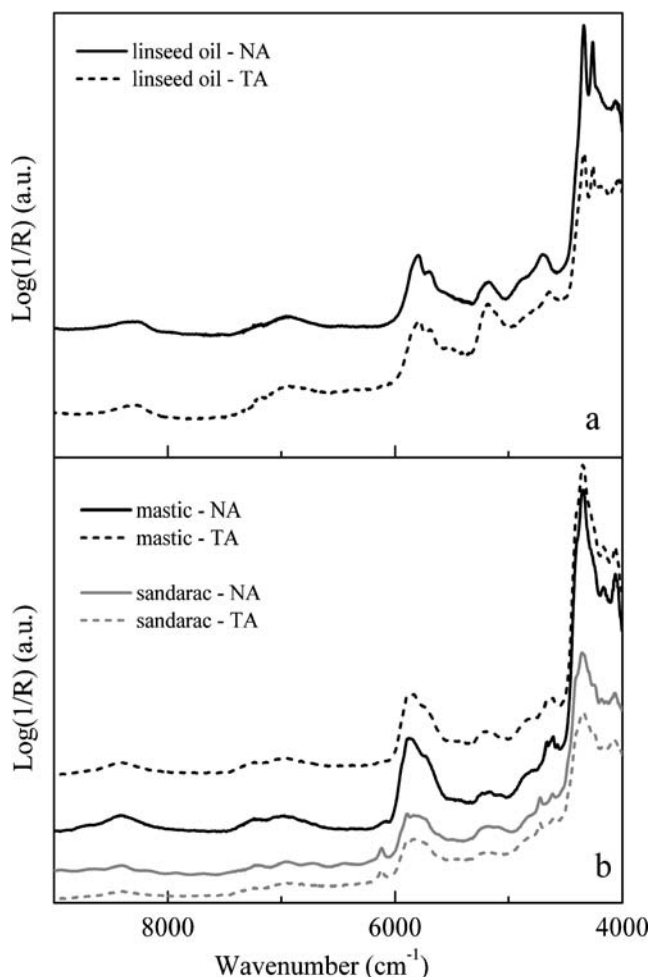 linseed oil - NA
linseed oil - TA
Log(1/R) (a.u.)
a
mastic - NA
mastic - TA
sandarac - NA
sandarac - TA
Log(1/R) (a.u.)
b
8000 6000 4000
Wavenumber (cm⁻¹)